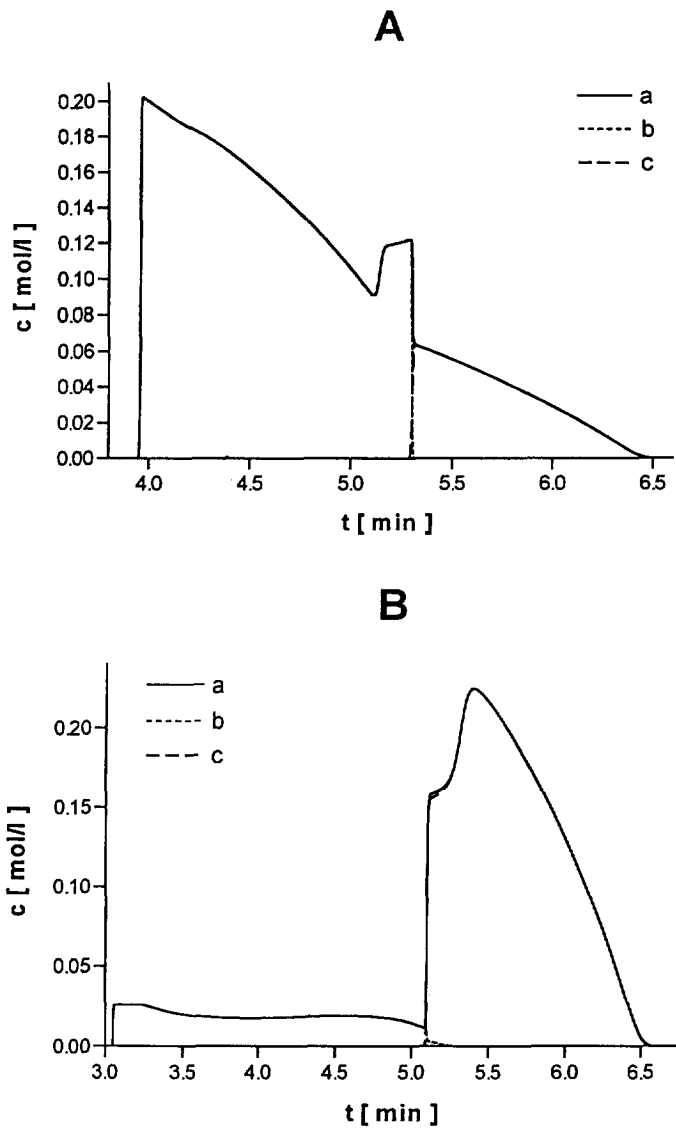 A
a
b
c
c [ mol/l ]
0.20
0.18
0.16
0.14
0.12
0.10
0.08
0.06
0.04
0.02
0.00
4.0 4.5 5.0 5.5 6.0 6.5
t [ min ]
B
a
b
c
c [ mol/l ]
0.20
0.15
0.10
0.05
0.00
3.0 3.5 4.0 4.5 5.0 5.5 6.0 6.5
t [ min ]